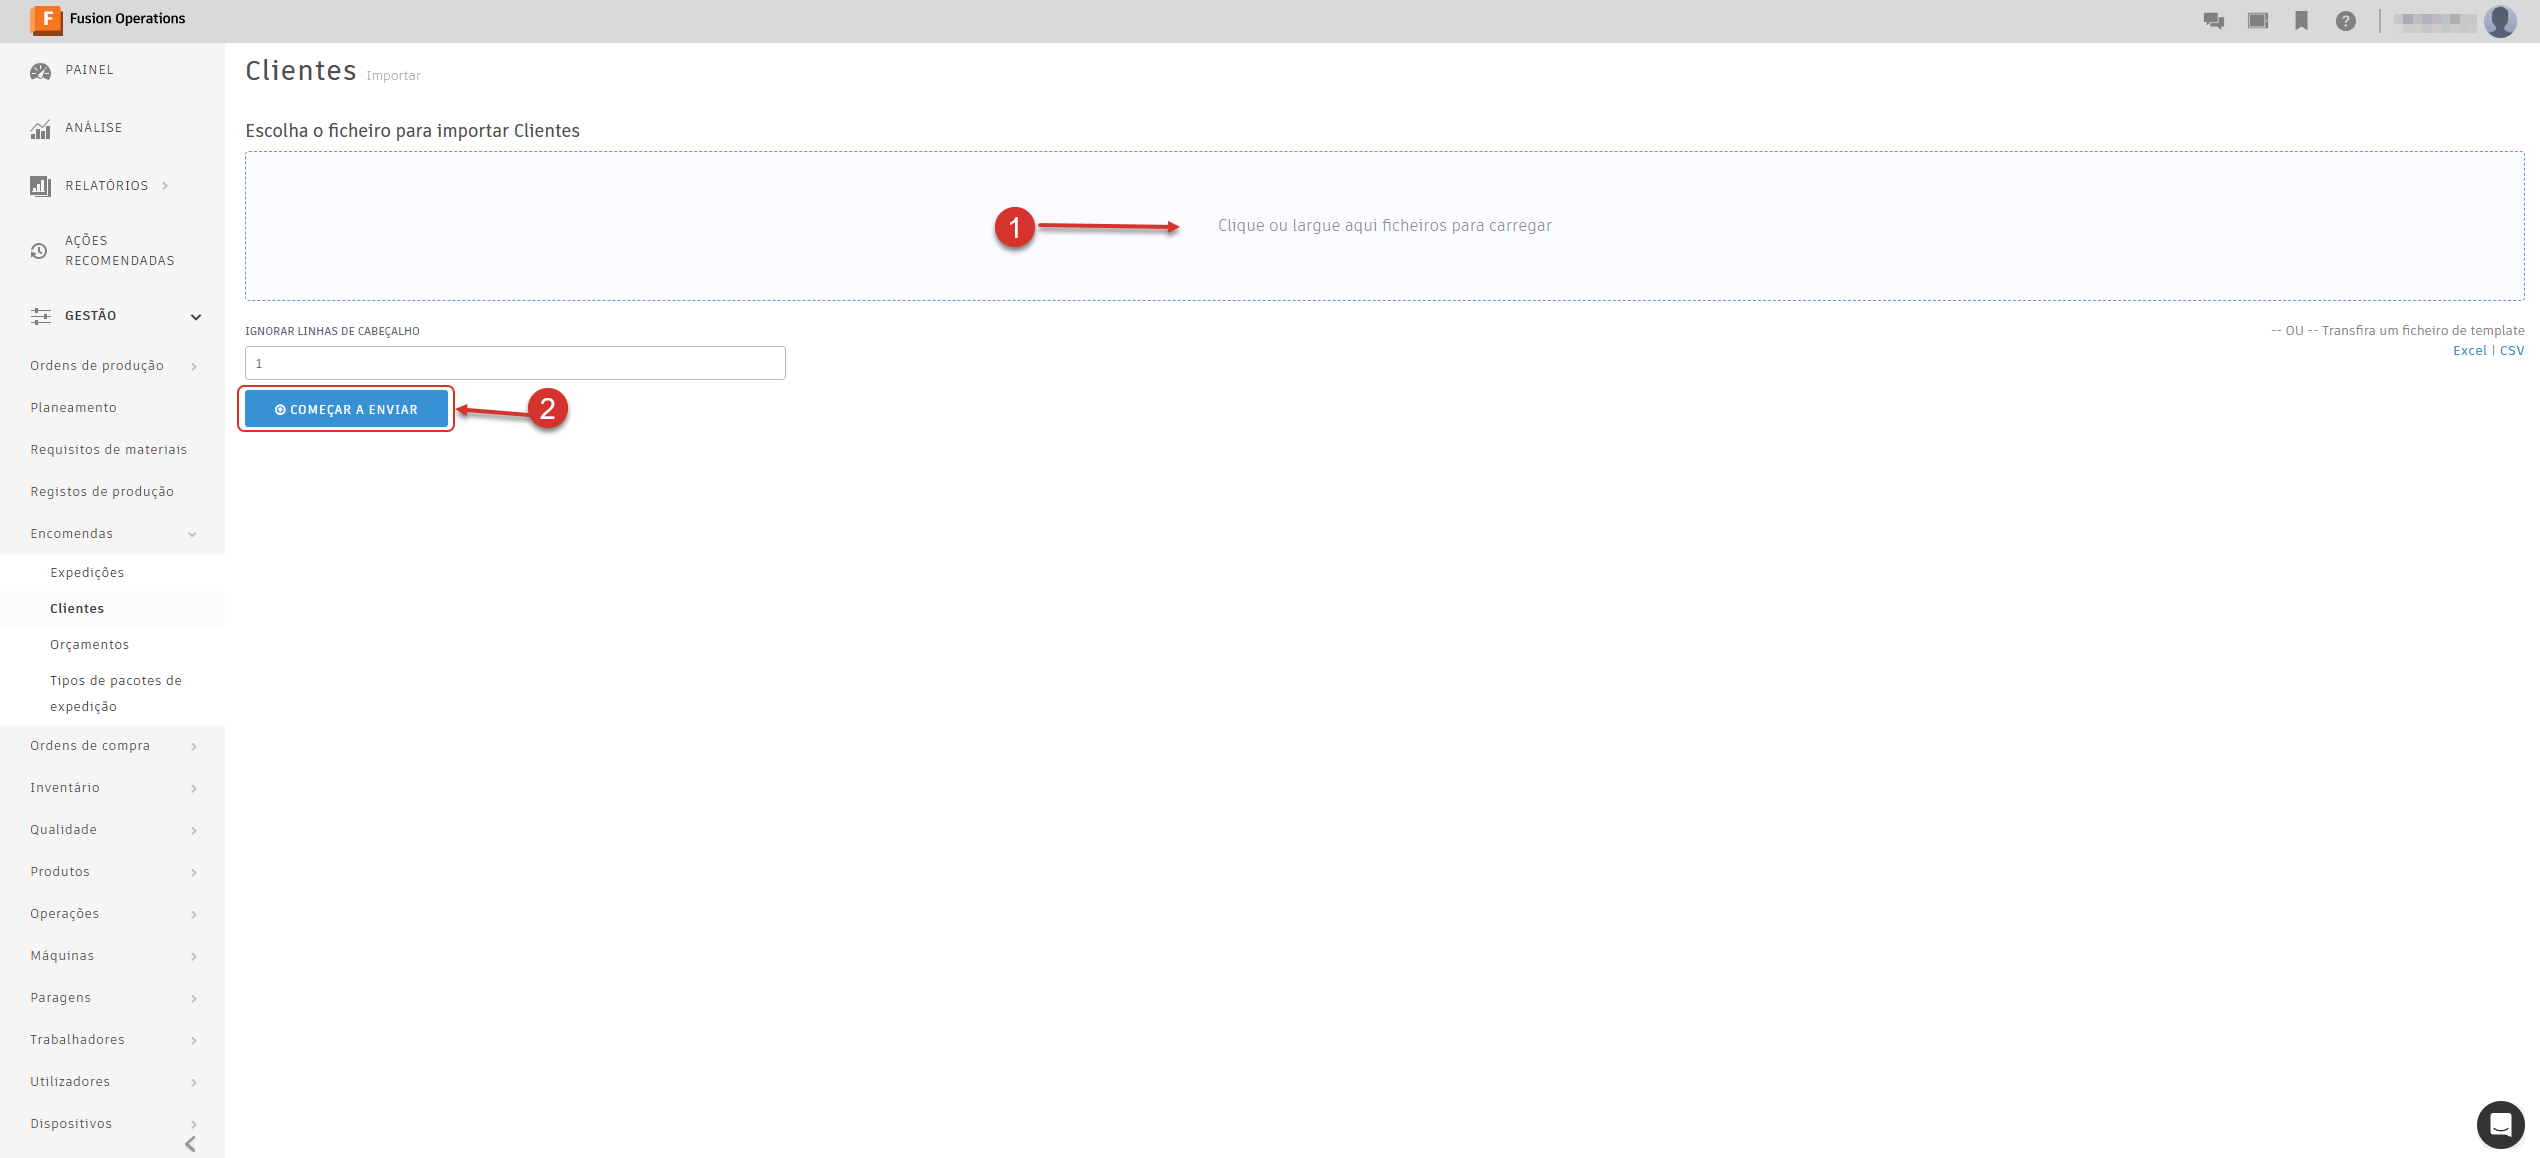 Fusion Operations
PAINEL
ANÁLISE
RELATÓRIOS
AÇÕES
RECOMENDADAS
GESTÃO
Ordens de produção
Planeamento
Requisitos de materiais
Registos de produção
Encomendas
Expedições
Clientes
Orçamentos
Tipos de pacotes de
expedição
Ordens de compra
Inventário
Qualidade
Produtos
Operações
Máquinas
Paragens
Trabalhadores
Utilizadores
Dispositivos
Clientes Importar
Escolha o ficheiro para importar Clientes
1
Clique ou largue aqui ficheiros para carregar
IGNORAR LINHAS DE CABEÇALHO
1
-- OU -- Transfira um ficheiro de template
Excel | CSV
COMEÇAR A ENVIAR
2